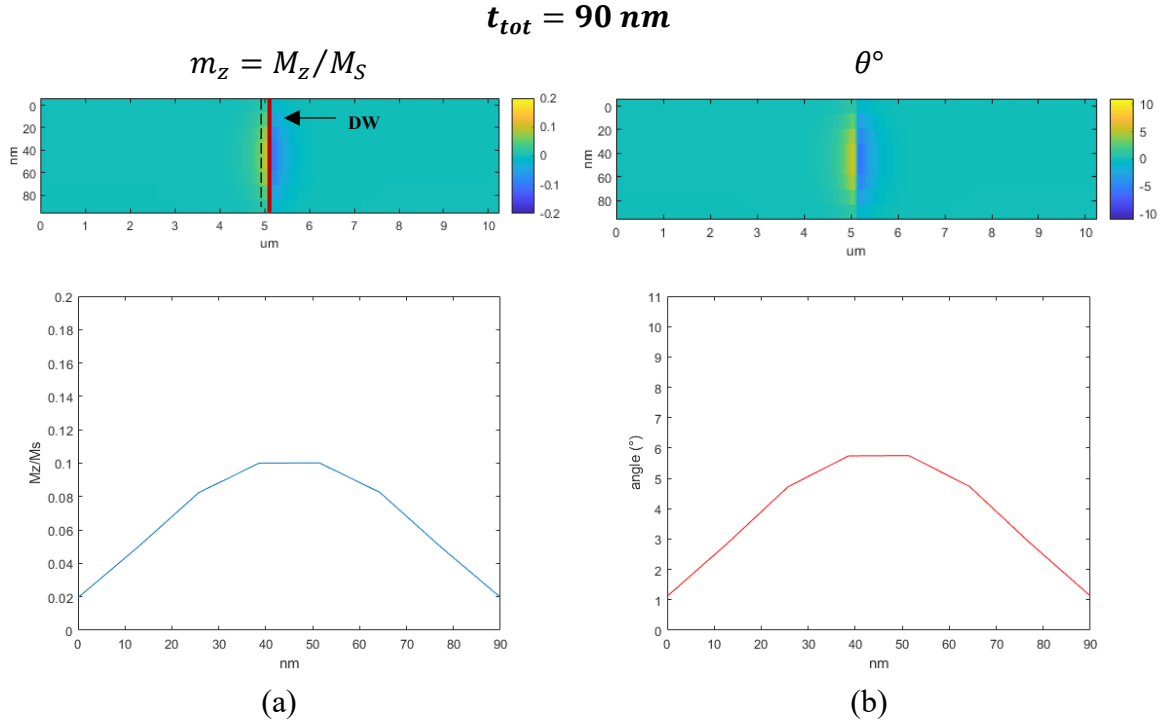 t_tot = 90 nm
m_z = M_z/M_S
θ°
DW
nm
0
20
40
60
80
0 1 2 3 4 5 6 7 8 9 10
um
0.2
0.1
0
-0.1
-0.2
nm
0
20
40
60
80
0 1 2 3 4 5 6 7 8 9 10
um
10
5
0
-5
-10
Mz/Ms
0.2
0.18
0.16
0.14
0.12
0.1
0.08
0.06
0.04
0.02
0
0 10 20 30 40 50 60 70 80 90
nm
(a)
angle (°)
11
10
9
8
7
6
5
4
3
2
1
0
0 10 20 30 40 50 60 70 80 90
nm
(b)